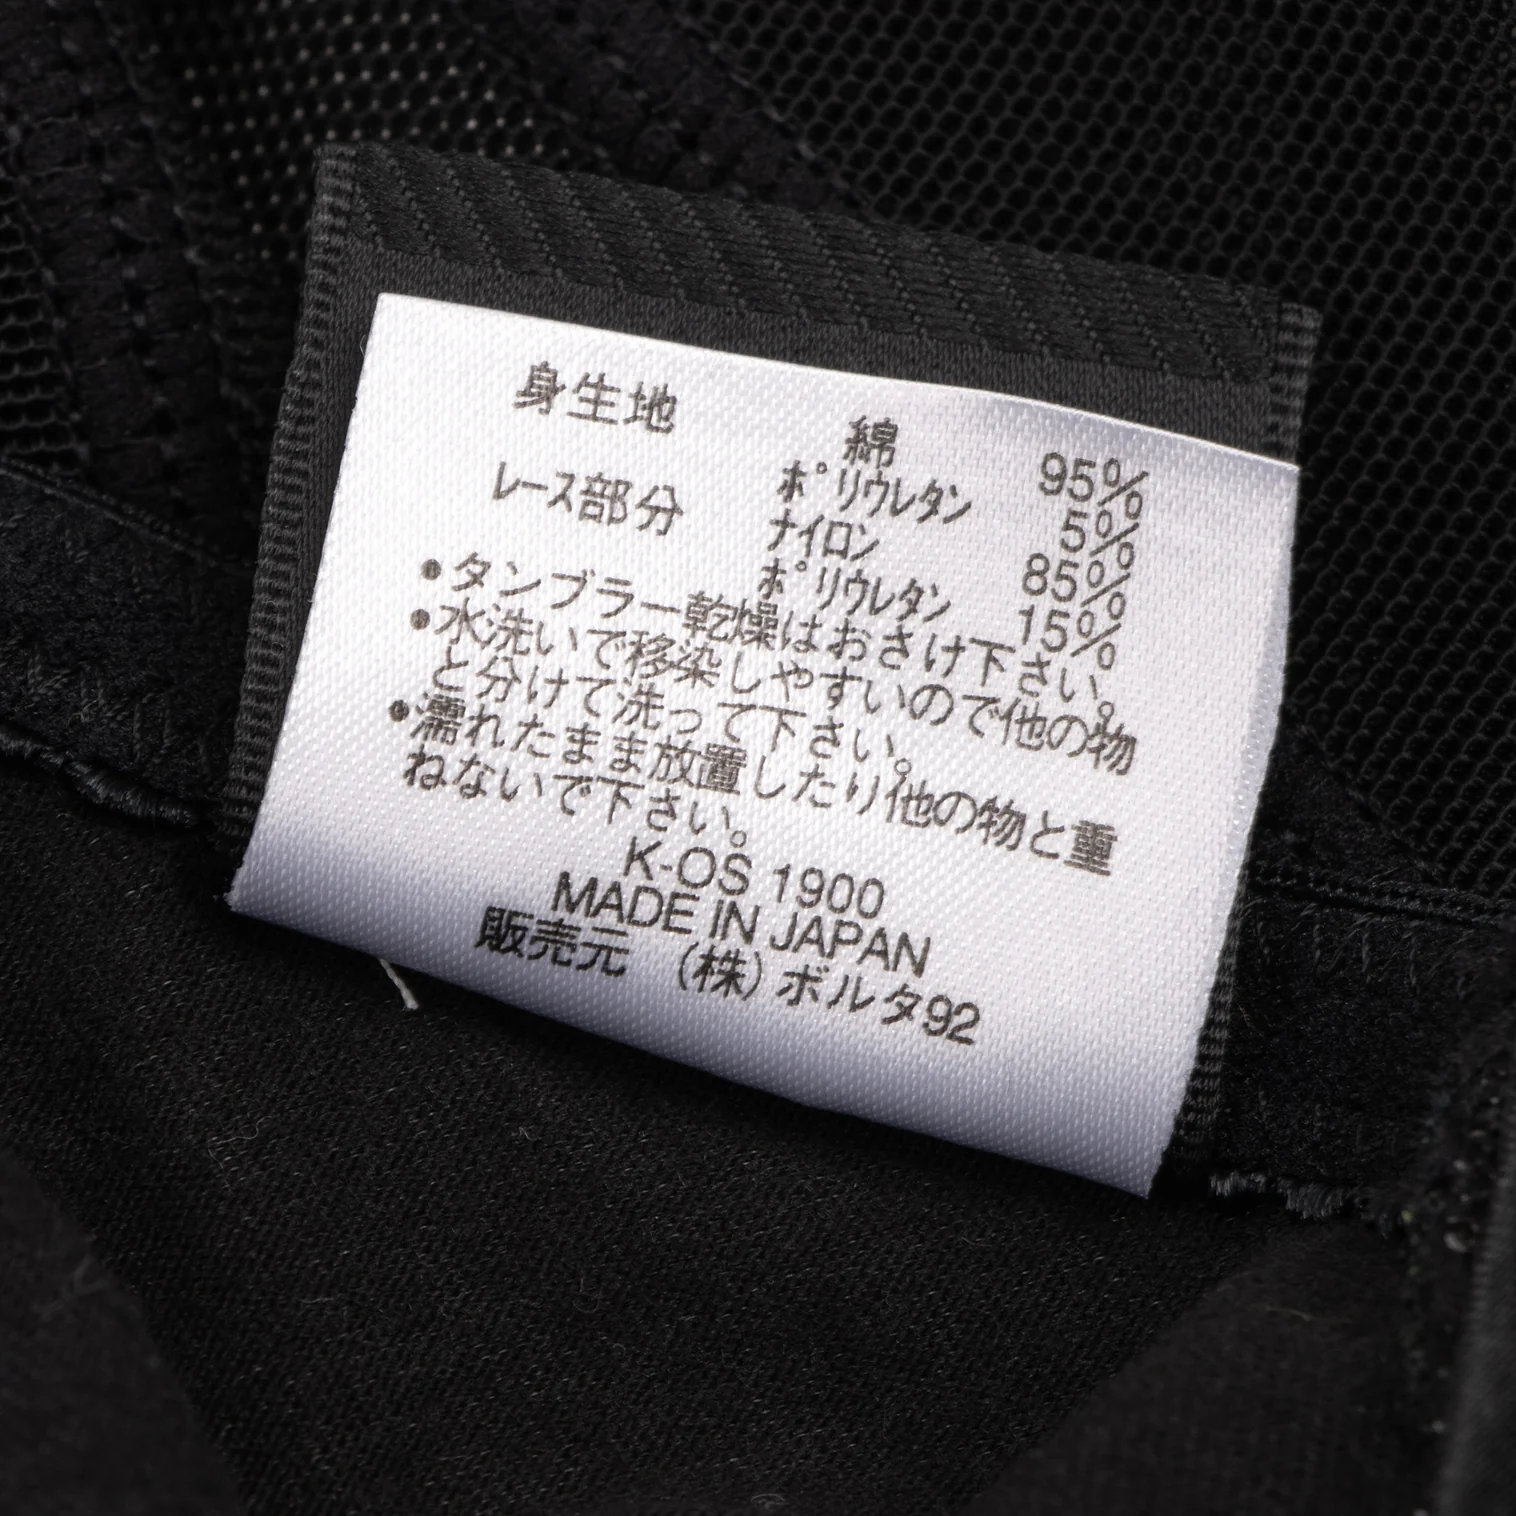 身生地 綿 95%
ポリウレタン 5%
レース部分 ナイロン 85%
ポリウレタン 15%
●タンブラー乾燥はおさけ下さい。
●水洗いで移染しやすいので他の物
と分けて洗って下さい。
●濡れたまま放置したり他の物と重
ねないで下さい。
K-OS 1900
MADE IN JAPAN
販売元 (株)ボルタ92